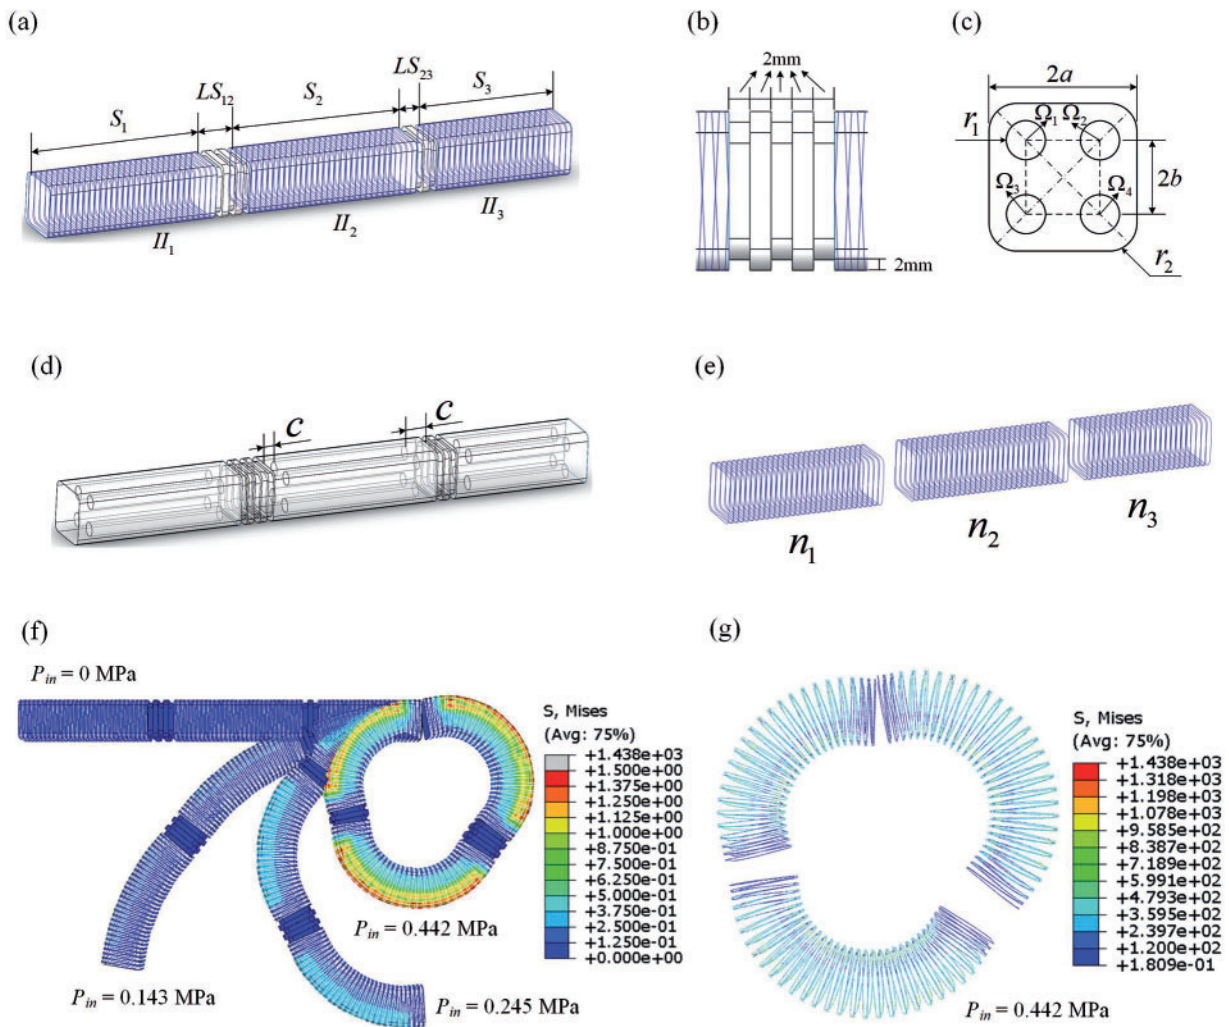 (a)
S₁
LS₁₂
S₂
LS₂₃
S₃
II₁
II₂
II₃
(b)
2mm
2mm
(c)
2a
r₁
Ω₁
Ω₂
2b
Ω₃
Ω₄
r₂
(d)
c
c
(e)
n₁
n₂
n₃
(f)
P_in = 0 MPa
S, Mises
(Avg: 75%)
+1.438e+03
+1.500e+00
+1.375e+00
+1.250e+00
+1.125e+00
+1.000e+00
+8.750e-01
+7.500e-01
+6.250e-01
+5.000e-01
+3.750e-01
+2.500e-01
+1.250e-01
+0.000e+00
P_in = 0.442 MPa
P_in = 0.143 MPa
P_in = 0.245 MPa
(g)
S, Mises
(Avg: 75%)
+1.438e+03
+1.318e+03
+1.198e+03
+1.078e+03
+9.585e+02
+8.387e+02
+7.189e+02
+5.991e+02
+4.793e+02
+3.595e+02
+2.397e+02
+1.200e+02
+1.809e-01
P_in = 0.442 MPa